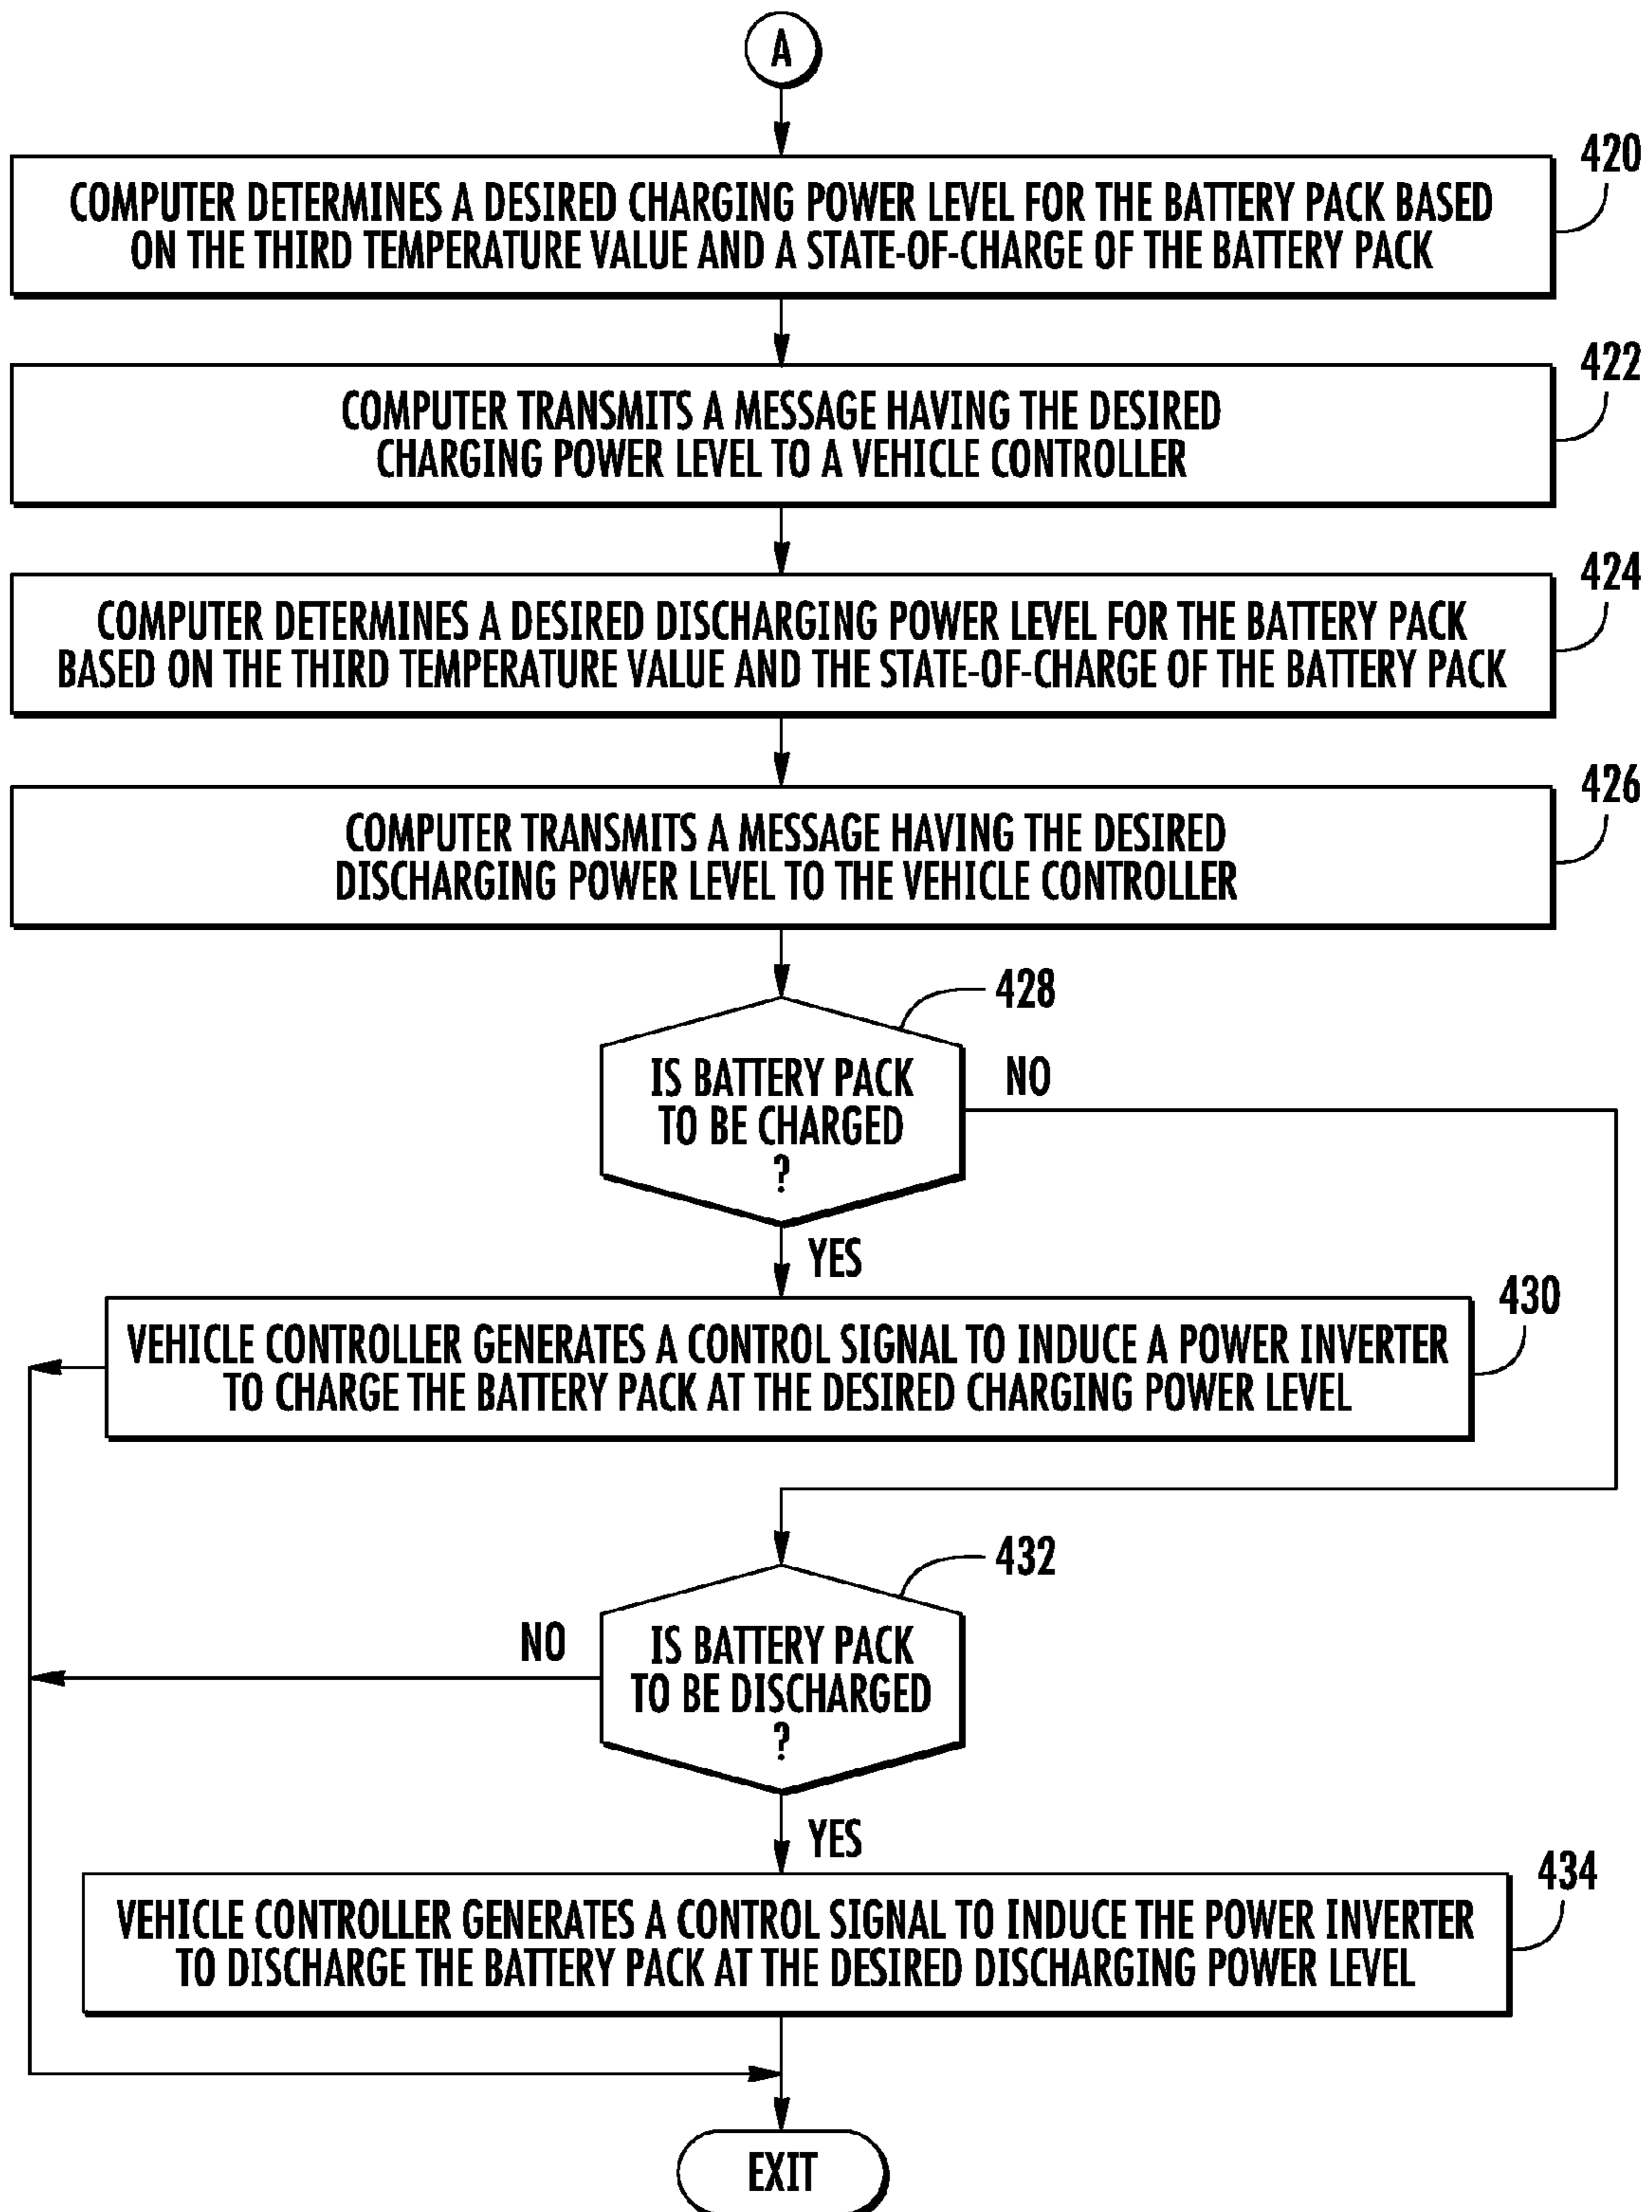 A
420
COMPUTER DETERMINES A DESIRED CHARGING POWER LEVEL FOR THE BATTERY PACK BASED
ON THE THIRD TEMPERATURE VALUE AND A STATE-OF-CHARGE OF THE BATTERY PACK
422
COMPUTER TRANSMITS A MESSAGE HAVING THE DESIRED
CHARGING POWER LEVEL TO A VEHICLE CONTROLLER
424
COMPUTER DETERMINES A DESIRED DISCHARGING POWER LEVEL FOR THE BATTERY PACK
BASED ON THE THIRD TEMPERATURE VALUE AND THE STATE-OF-CHARGE OF THE BATTERY PACK
426
COMPUTER TRANSMITS A MESSAGE HAVING THE DESIRED
DISCHARGING POWER LEVEL TO THE VEHICLE CONTROLLER
428
IS BATTERY PACK
TO BE CHARGED
?
NO
YES
430
VEHICLE CONTROLLER GENERATES A CONTROL SIGNAL TO INDUCE A POWER INVERTER
TO CHARGE THE BATTERY PACK AT THE DESIRED CHARGING POWER LEVEL
432
NO
IS BATTERY PACK
TO BE DISCHARGED
?
YES
434
VEHICLE CONTROLLER GENERATES A CONTROL SIGNAL TO INDUCE THE POWER INVERTER
TO DISCHARGE THE BATTERY PACK AT THE DESIRED DISCHARGING POWER LEVEL
EXIT